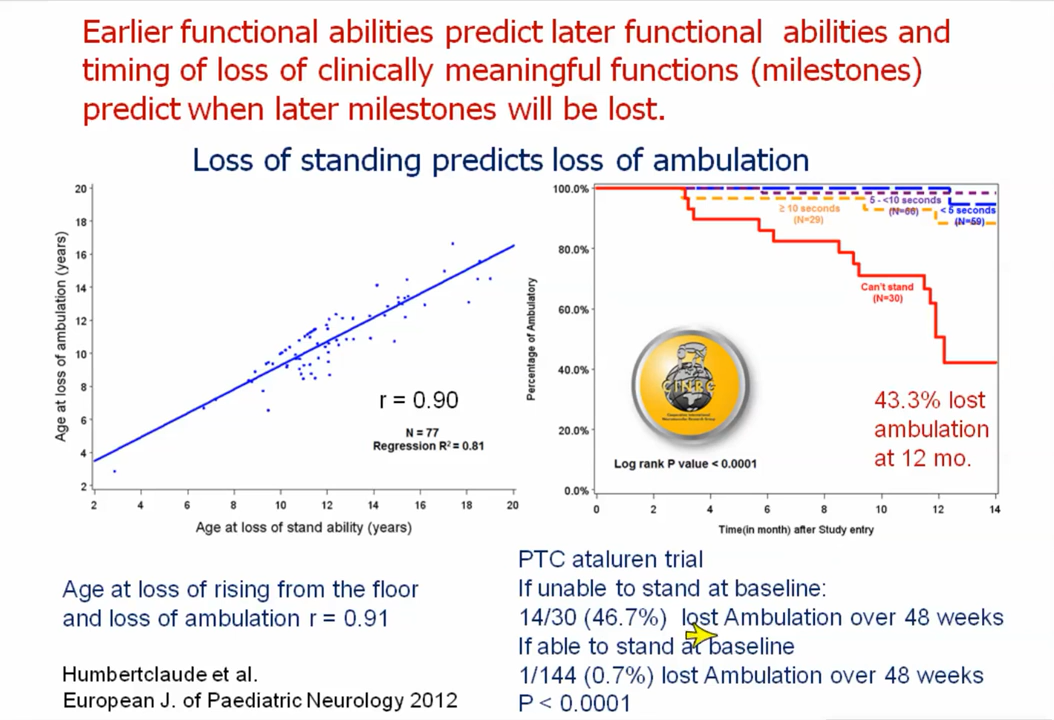 Earlier functional abilities predict later functional abilities and
timing of loss of clinically meaningful functions (milestones)
predict when later milestones will be lost.
Loss of standing predicts loss of ambulation
Age at loss of ambulation (years)
20
18
16
14
12
10
8
6
4
2
r = 0.90
N = 77
Regression R² = 0.81
2 4 6 8 10 12 14 16 18 20
Age at loss of stand ability (years)
Percentage of Ambulatory
100.0%
80.0%
60.0%
40.0%
20.0%
0.0%
≥ 10 seconds
(N=29)
5 - <10 seconds
(N=66)
< 5 seconds
(N=59)
Can't stand
(N=30)
CINRG
43.3% lost
ambulation
at 12 mo.
Log rank P value < 0.0001
0 2 4 6 8 10 12 14
Time(in month) after Study entry
Age at loss of rising from the floor
and loss of ambulation r = 0.91
Humbertclaude et al.
European J. of Paediatric Neurology 2012
PTC ataluren trial
If unable to stand at baseline:
14/30 (46.7%) lost Ambulation over 48 weeks
If able to stand at baseline
1/144 (0.7%) lost Ambulation over 48 weeks
P < 0.0001